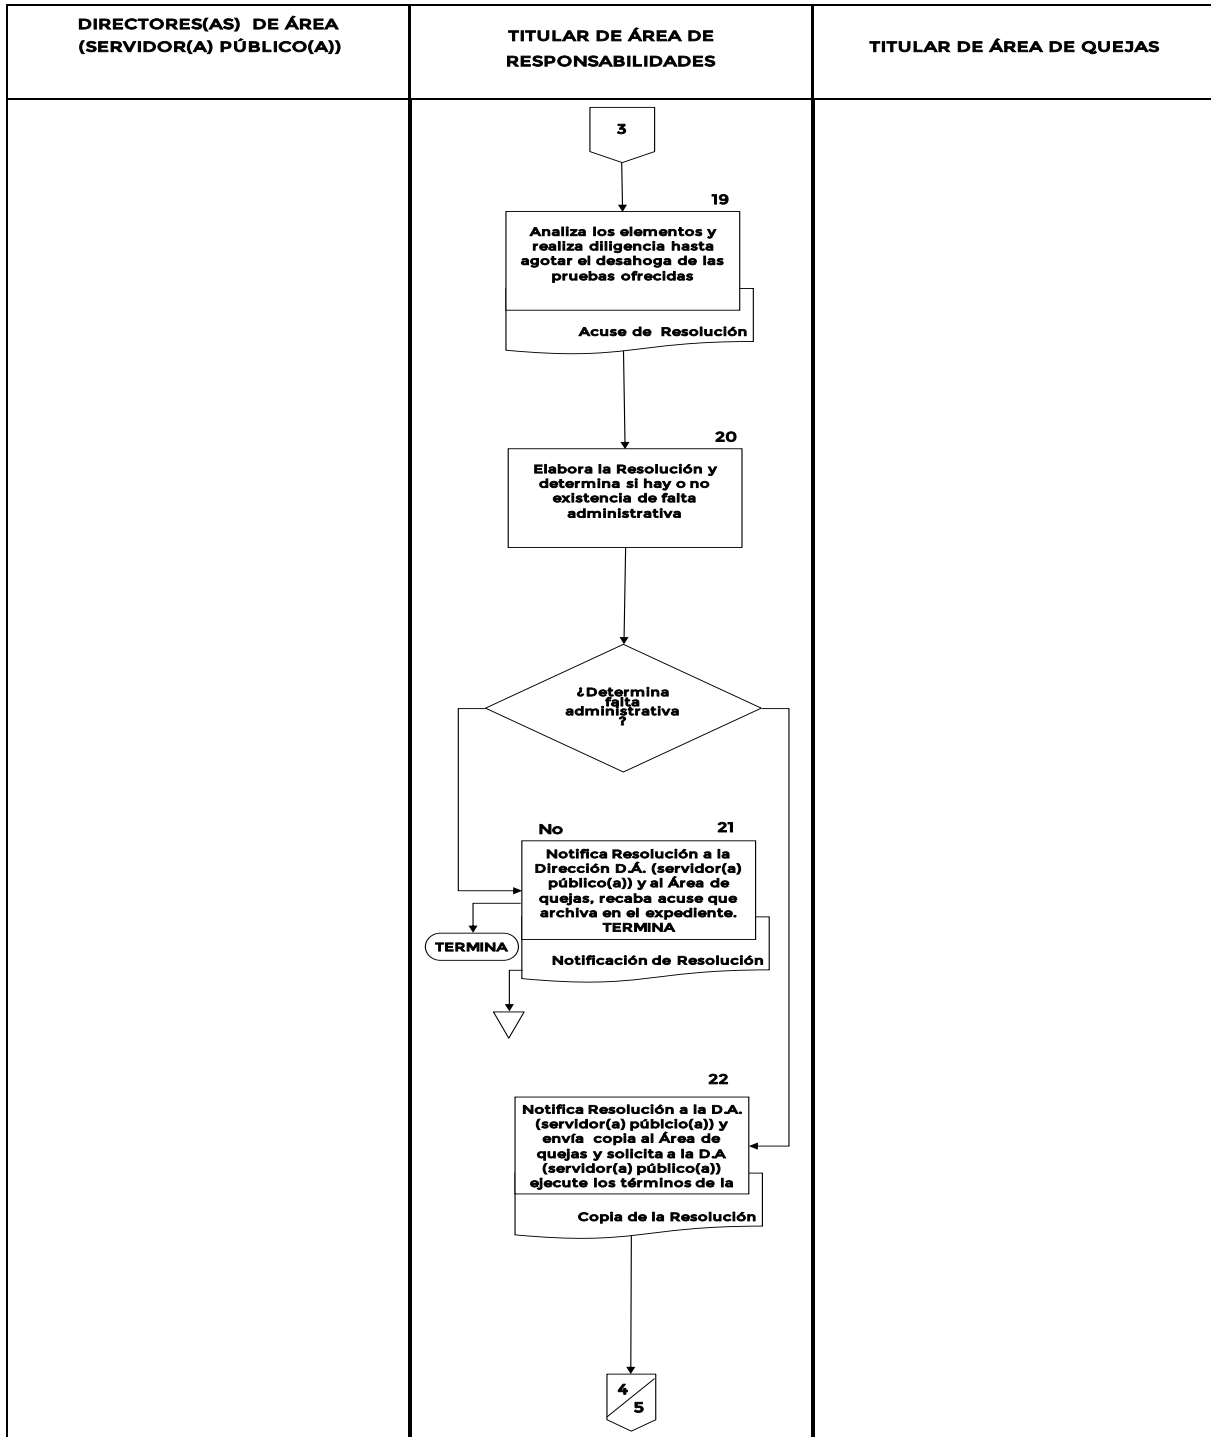 DIRECTORES(AS) DE ÁREA
(SERVIDOR(A) PÚBLICO(A))
TITULAR DE ÁREA DE
RESPONSABILIDADES
TITULAR DE ÁREA DE QUEJAS
3
19
Analiza los elementos y
realiza diligencia hasta
agotar el desahoga de las
pruebas ofrecidas
Acuse de Resolución
20
Elabora la Resolución y
determina si hay o no
existencia de falta
administrativa
¿Determina
falta
administrativa
?
No
21
Notifica Resolución a la
Dirección D.Á. (servidor(a)
público(a)) y al Área de
quejas, recaba acuse que
archiva en el expediente.
TERMINA
TERMINA
Notificación de Resolución
22
Notifica Resolución a la D.A.
(servidor(a) públcio(a)) y
envía copia al Área de
quejas y solicita a la D.A
(servidor(a) público(a))
ejecute los términos de la
Copia de la Resolución
4
5